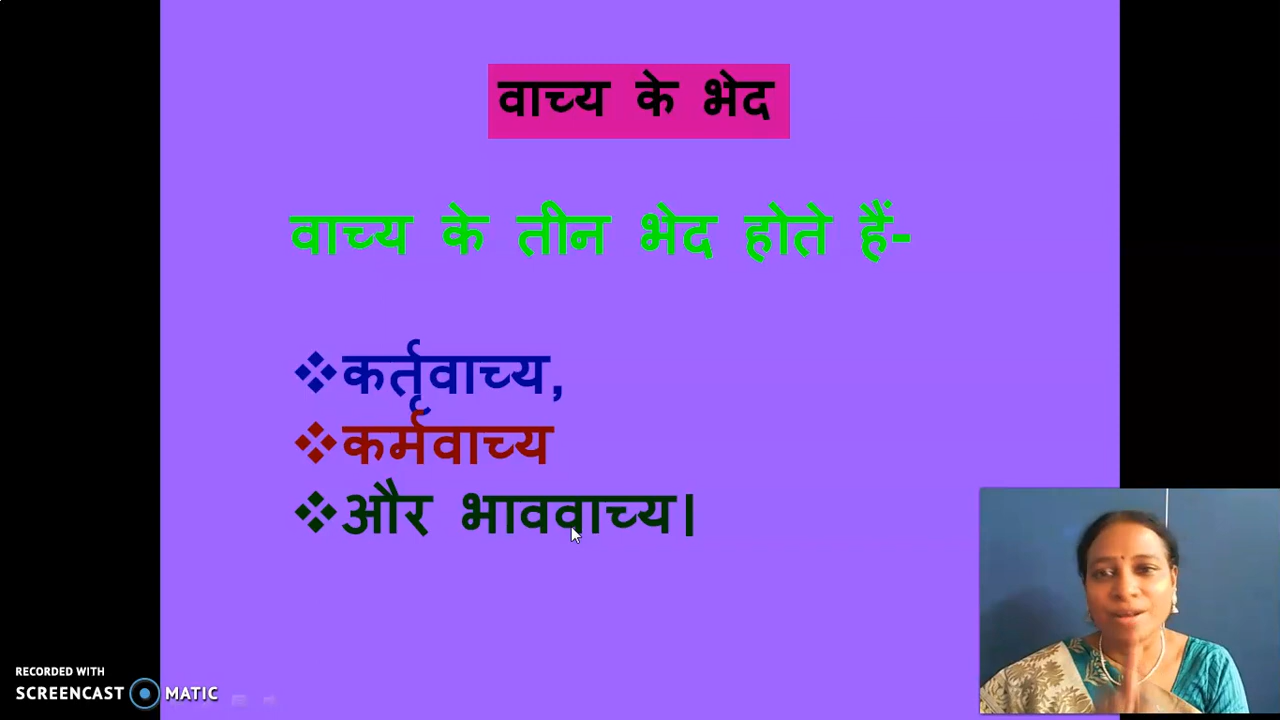 वाच्य के भेद
वाच्य के तीन भेद होते हैं-
❖कर्तृवाच्य,
❖कर्मवाच्य
❖और भाववाच्य।
RECORDED WITH
SCREENCAST MATIC